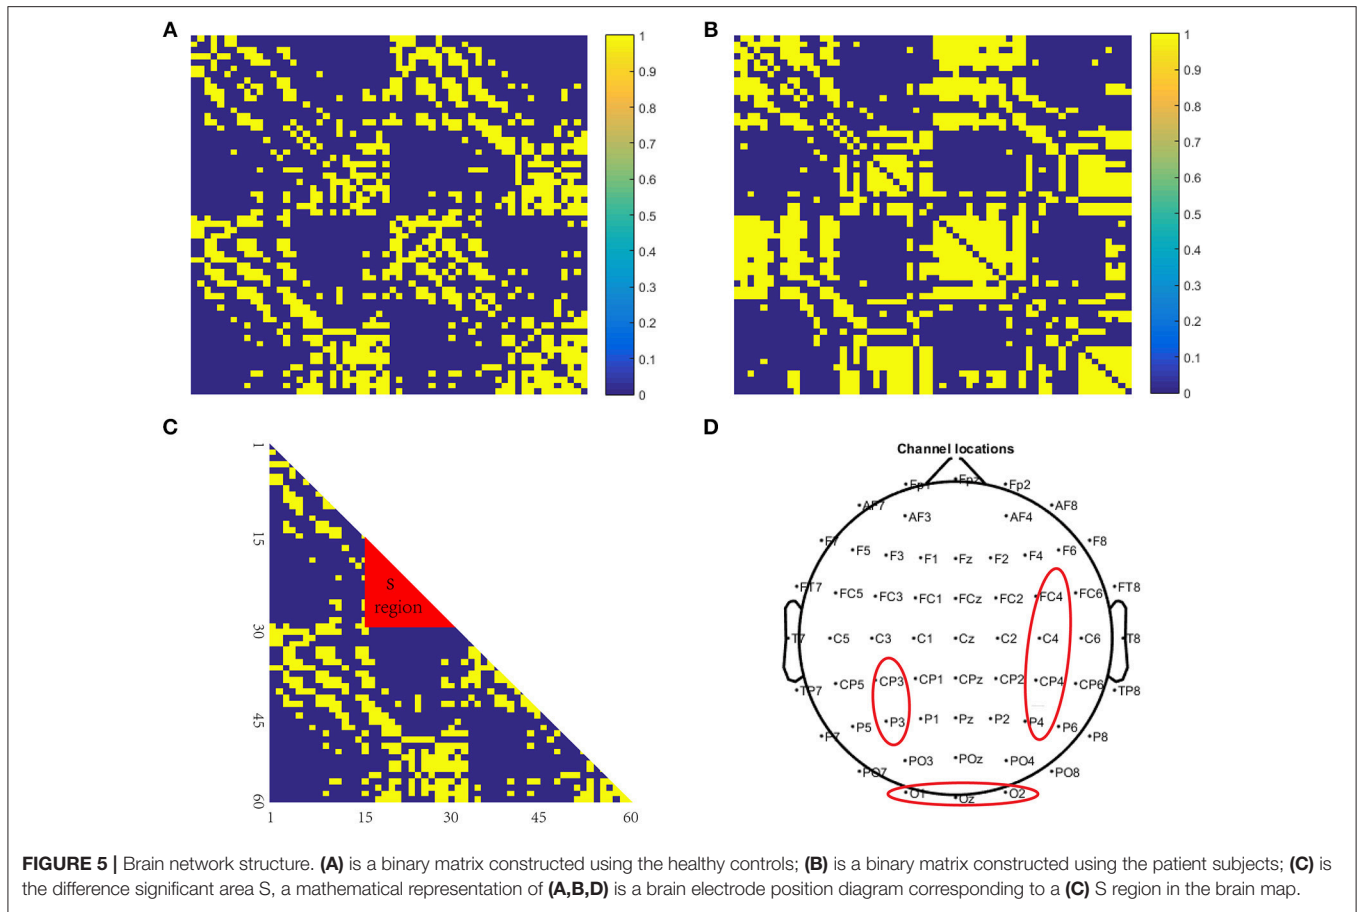 A
1
0.9
0.8
0.7
0.6
0.5
0.4
0.3
0.2
0.1
0
B
1
0.9
0.8
0.7
0.6
0.5
0.4
0.3
0.2
0.1
0
C
1
15
30
45
60
S
region
1 15 30 45 60
D
Channel locations
Fp1 Fpz Fp2
AF7 AF3 AF4 AF8
F7 F5 F3 F1 Fz F2 F4 F6 F8
FT7 FC5 FC3 FC1 FCz FC2 FC4 FC6 FT8
T7 C5 C3 C1 Cz C2 C4 C6 T8
TP7 CP5 CP3 CP1 CPz CP2 CP4 CP6 TP8
P7 P5 P3 P1 Pz P2 P4 P6 P8
PO7 PO3 POz PO4 PO8
O1 Oz O2
FIGURE 5 | Brain network structure. (A) is a binary matrix constructed using the healthy controls; (B) is a binary matrix constructed using the patient subjects; (C) is
the difference significant area S, a mathematical representation of (A,B,D) is a brain electrode position diagram corresponding to a (C) S region in the brain map.